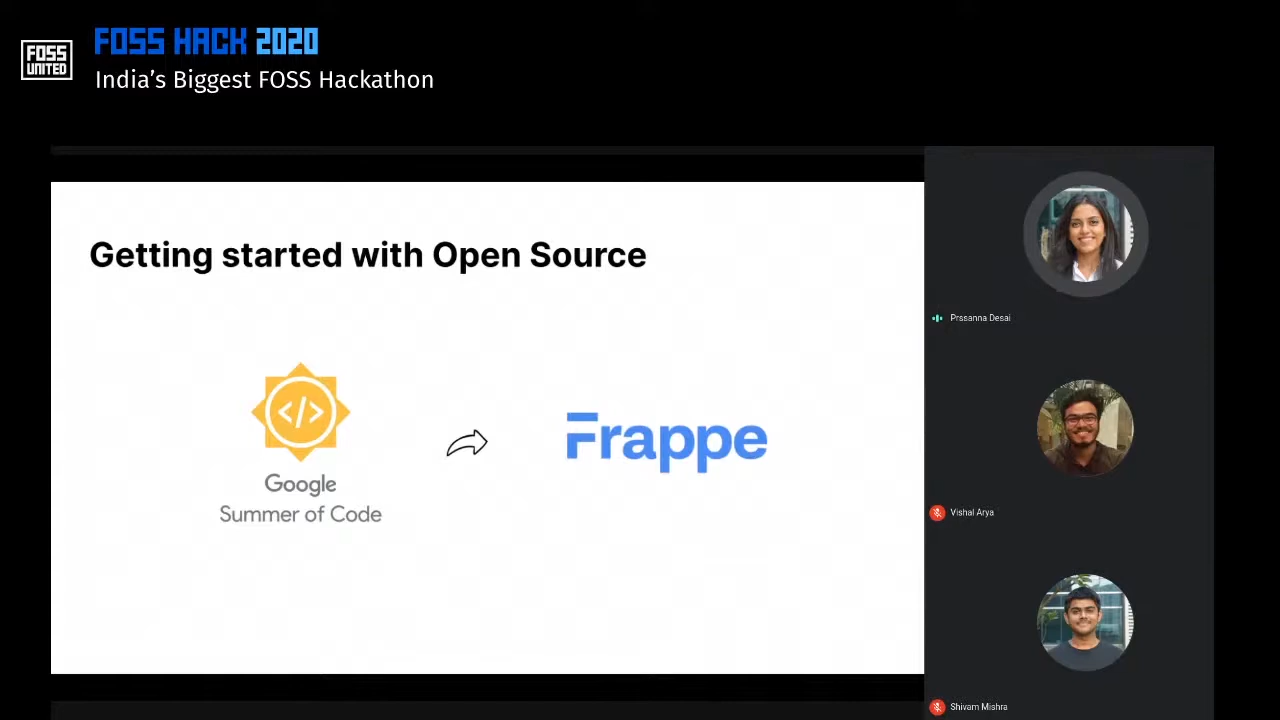 FOSS UNITED
FOSS HACK 2020
India's Biggest FOSS Hackathon
Getting started with Open Source
</>
Google
Summer of Code
Frappe
Prssanna Desai
Vishal Arya
Shivam Mishra